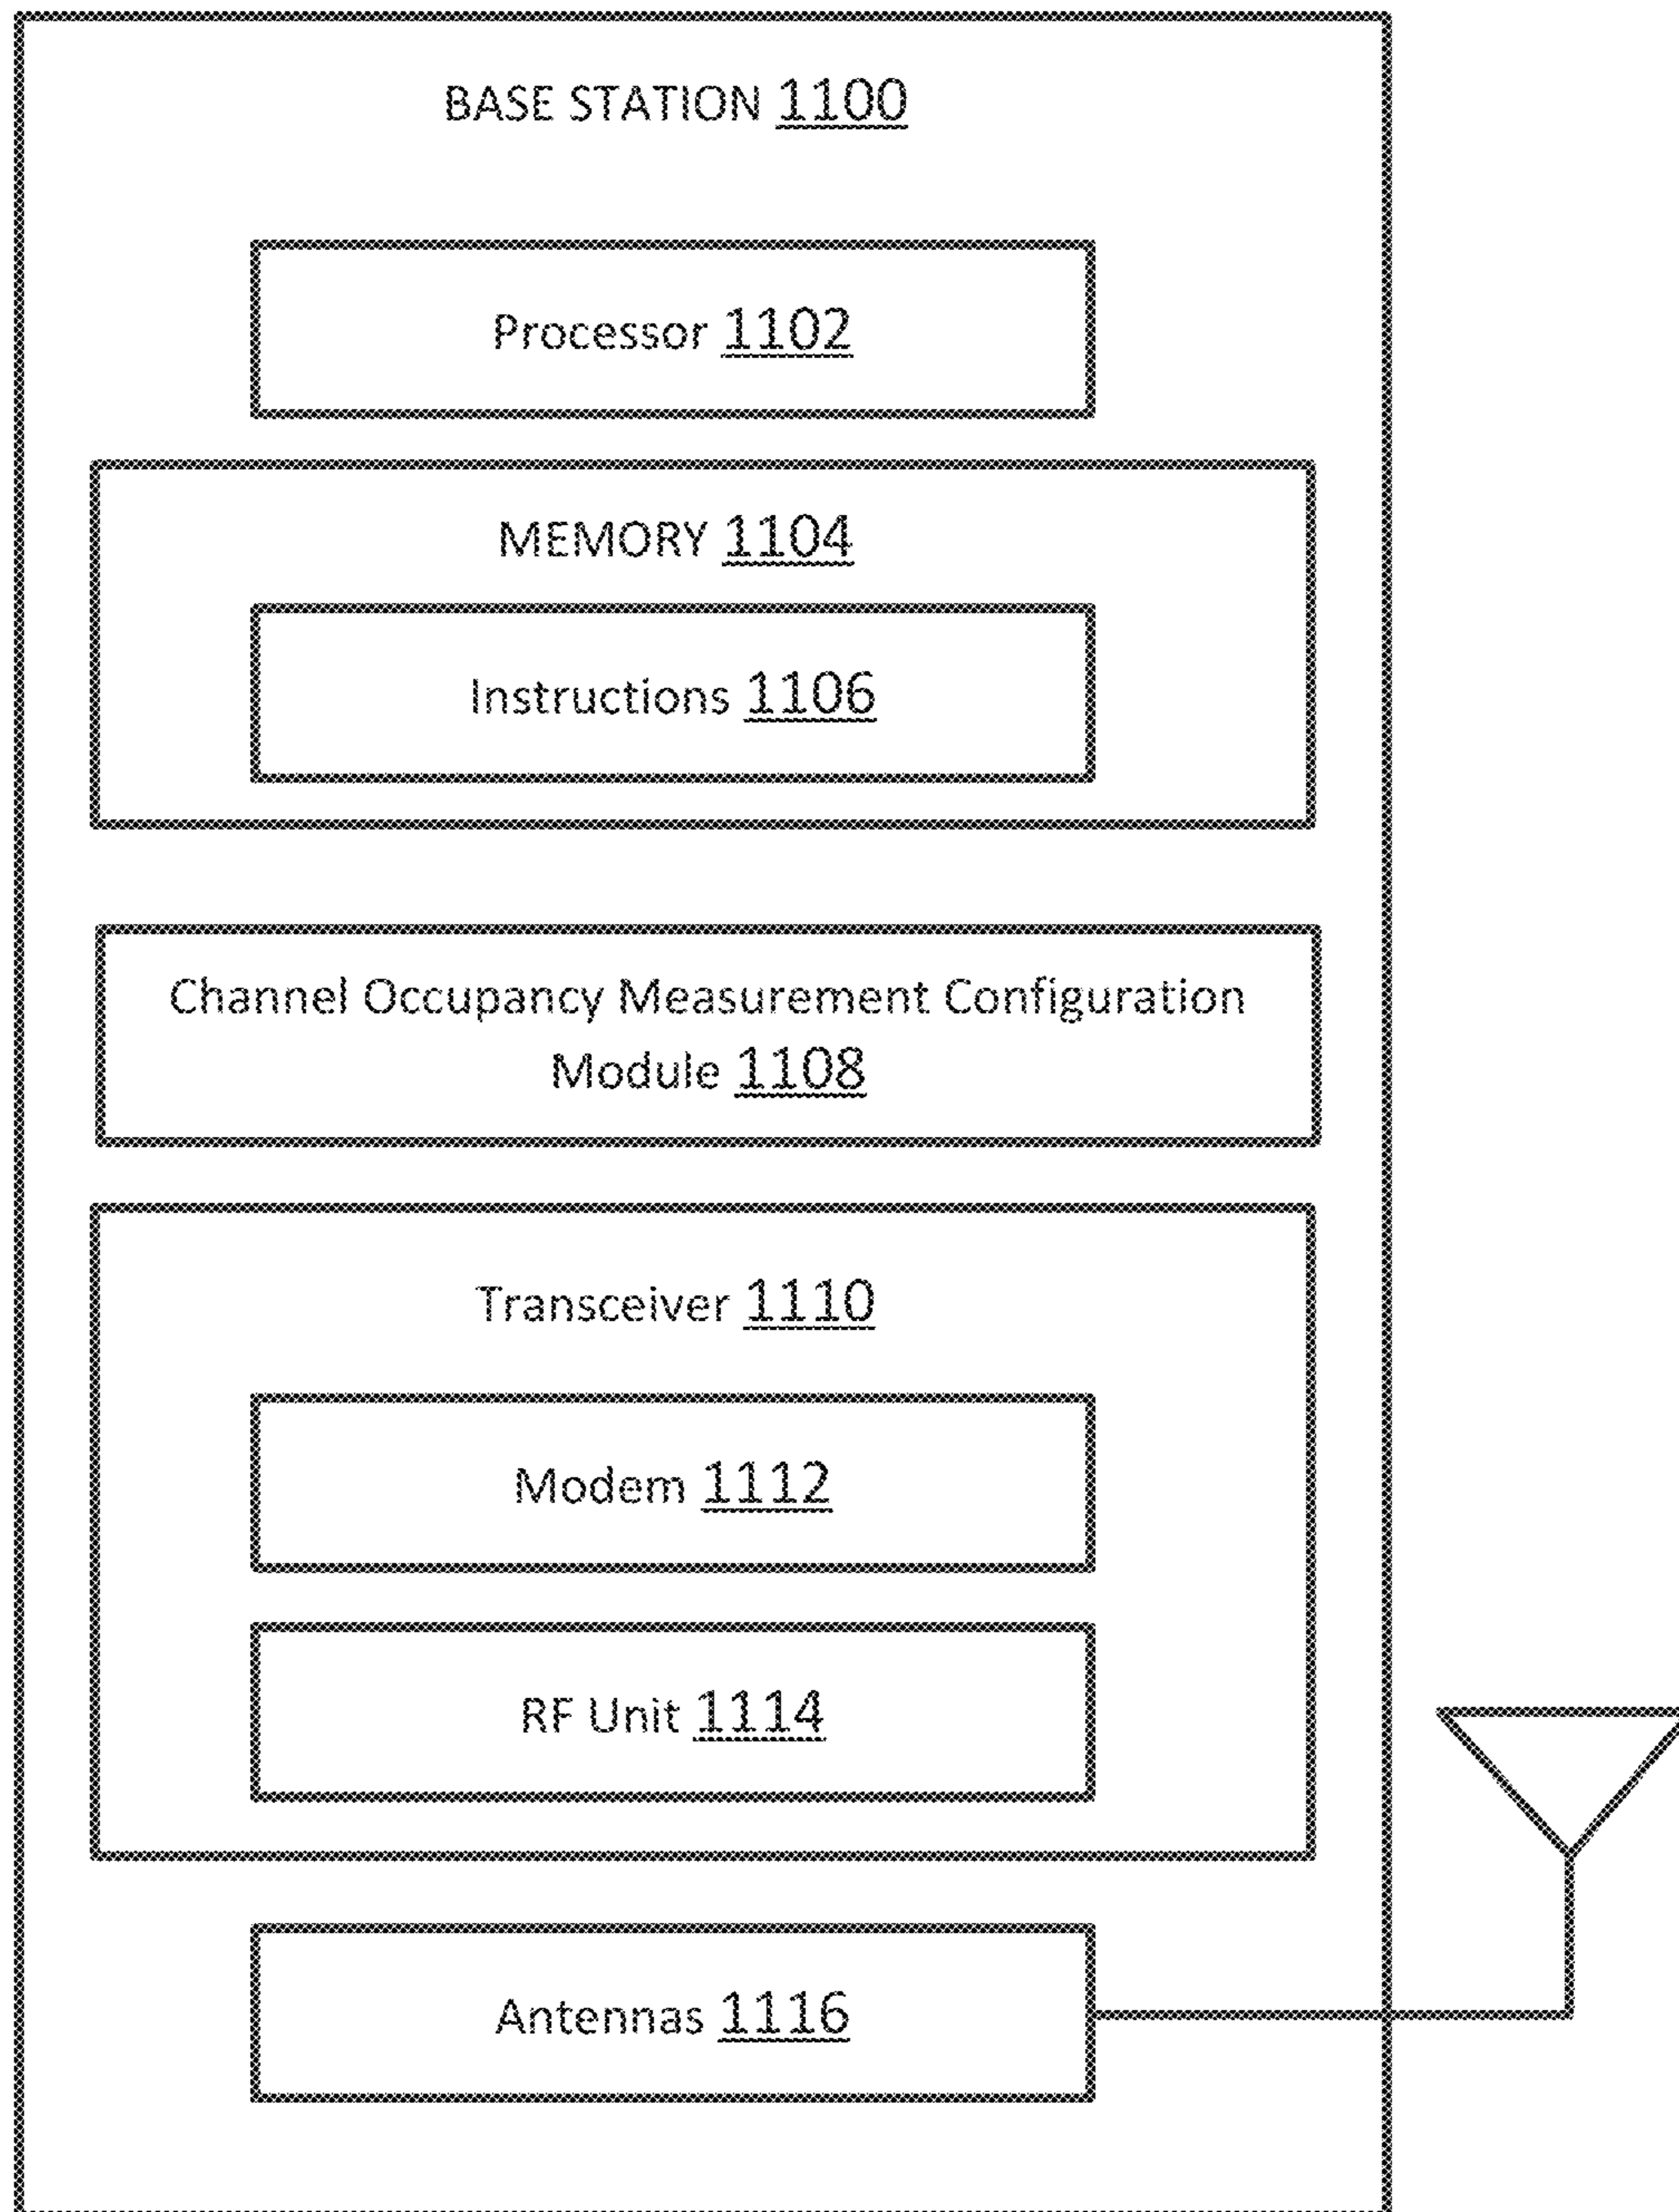 BASE STATION 1100
Processor 1102
MEMORY 1104
Instructions 1106
Channel Occupancy Measurement Configuration
Module 1108
Transceiver 1110
Modem 1112
RF Unit 1114
Antennas 1116